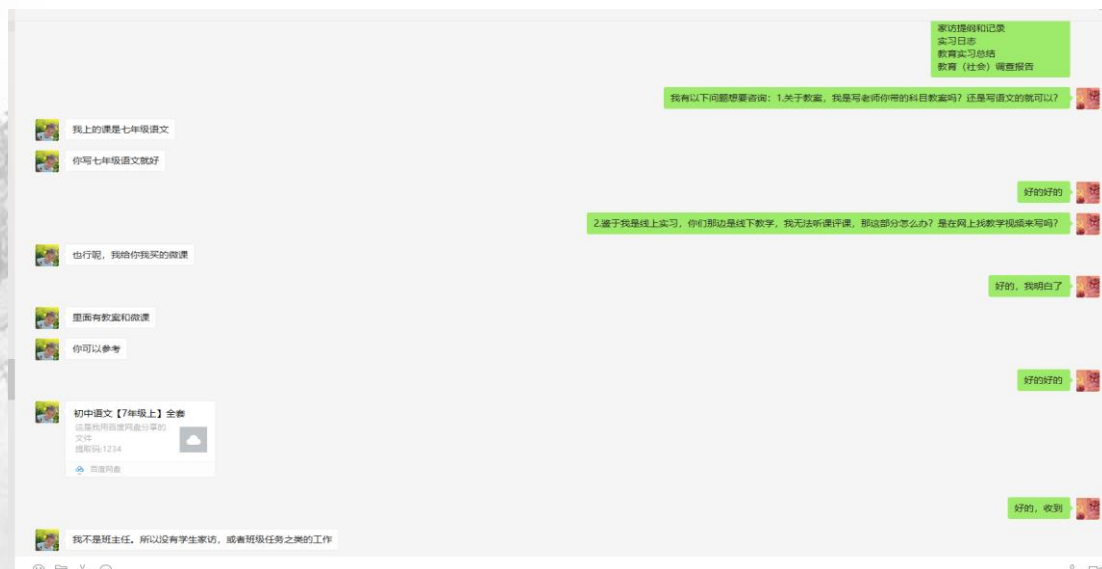 家访提纲和记录
实习日志
教育实习总结
教育（社会）调查报告
我有以下问题想要咨询：1.关于教案，我是写老师你带的科目教案吗？还是写语文的就可以？
我上的课是七年级语文
你写七年级语文就好
好的好的
2.鉴于我是线上实习，你们那边是线下教学，我无法听课评课，那这部分怎么办？是在网上找教学视频来写吗？
也行呢，我给你我买的微课
好的，我明白了
里面有教案和微课
你可以参考
好的好的
初中语文【7年级上】全套
这是我用百度网盘分享的
文件
提取码:1234
百度网盘
好的，收到
我不是班主任。所以没有学生家访，或者班级任务之类的工作